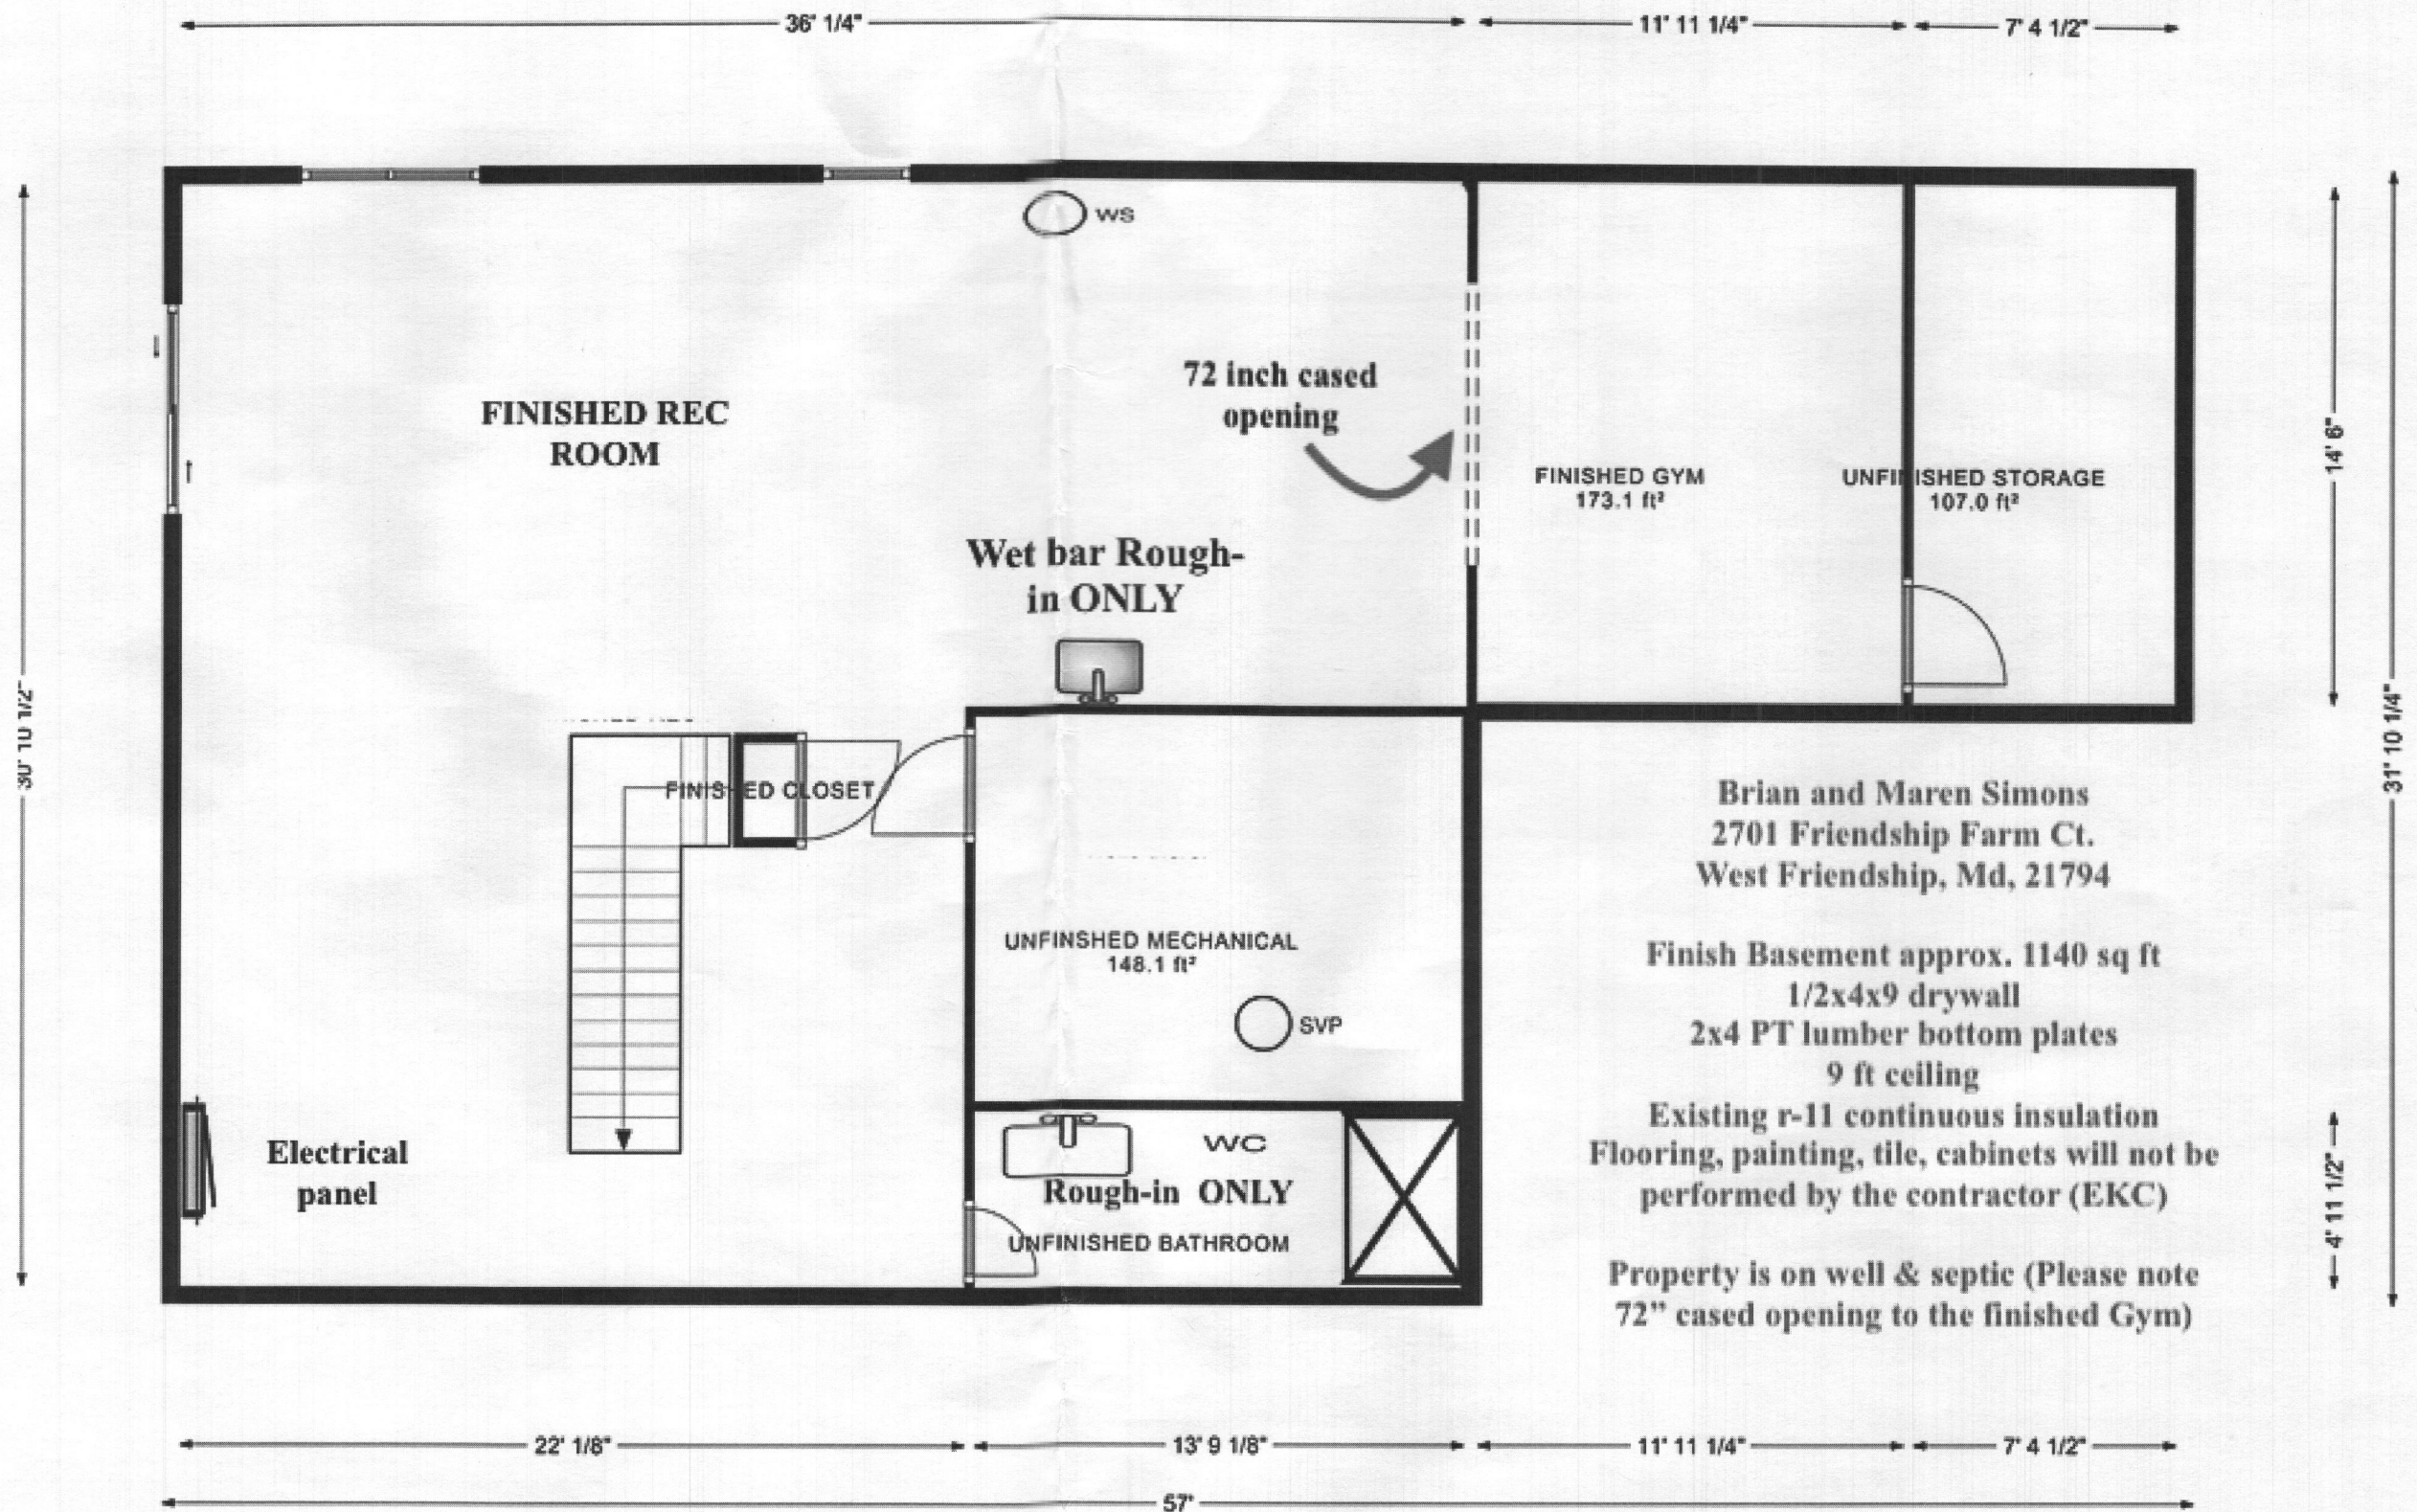 36' 1/4"
11' 11 1/4"
7' 4 1/2"
WS
72 inch cased
opening
FINISHED REC
ROOM
FINISHED GYM
173.1 ft²
UNFINISHED STORAGE
107.0 ft²
14' 6"
Wet bar Rough-
in ONLY
30' 10 1/2"
31' 10 1/4"
FINISHED CLOSET
Brian and Maren Simons
2701 Friendship Farm Ct.
West Friendship, Md, 21794
UNFINSHED MECHANICAL
148.1 ft²
SVP
Finish Basement approx. 1140 sq ft
1/2x4x9 drywall
2x4 PT lumber bottom plates
9 ft ceiling
Existing r-11 continuous insulation
Flooring, painting, tile, cabinets will not be
performed by the contractor (EKC)
Electrical
panel
WC
Rough-in ONLY
UNFINISHED BATHROOM
4' 11 1/2"
Property is on well & septic (Please note
72” cased opening to the finished Gym)
22' 1/8"
13' 9 1/8"
11' 11 1/4"
7' 4 1/2"
57'